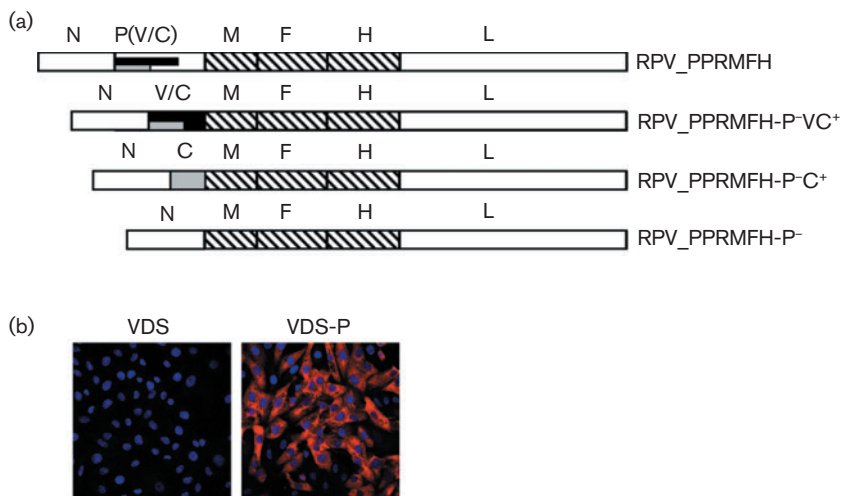 (a)
N P(V/C) M F H L
RPV_PPRMFH
N V/C M F H L
RPV_PPRMFH-P⁻VC⁺
N C M F H L
RPV_PPRMFH-P⁻C⁺
N M F H L
RPV_PPRMFH-P⁻
(b)
VDS VDS-P